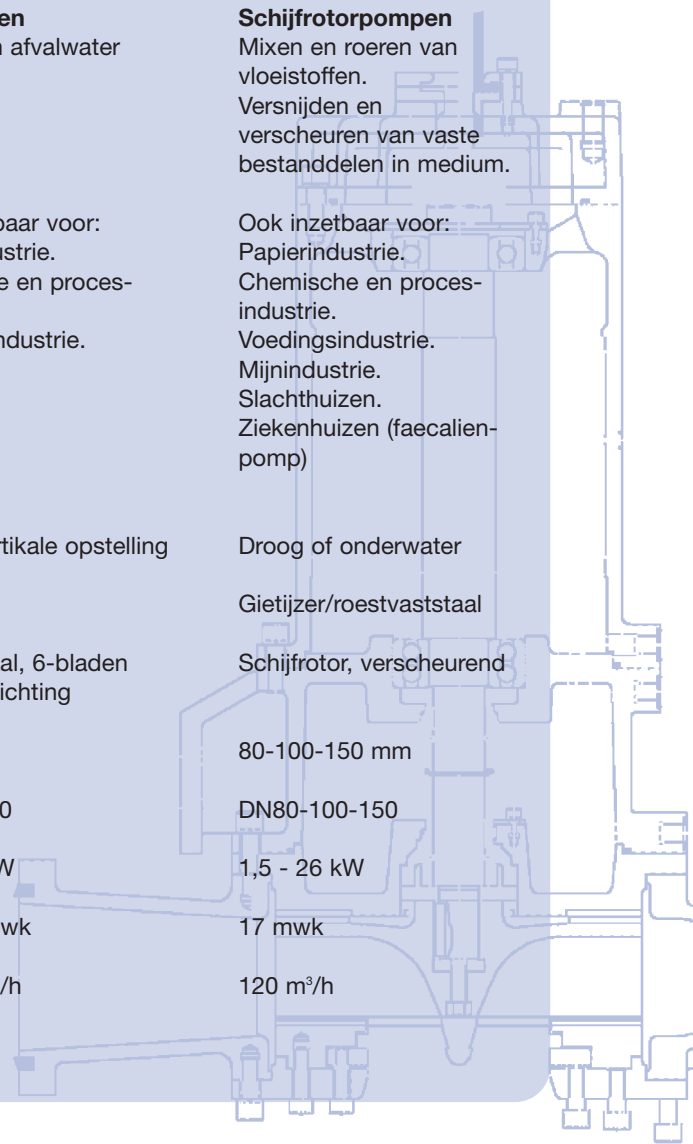 en
afvalwater
baar voor:
ustrie.
e en proces-
ndustrie.
rtikale opstelling
al, 6-bladen
ichting
0
W
wk
/h
Schijfrotorpompen
Mixen en roeren van
vloeistoffen.
Versnijden en
verscheuren van vaste
bestanddelen in medium.
Ook inzetbaar voor:
Papierindustrie.
Chemische en proces-
industrie.
Voedingsindustrie.
Mijnindustrie.
Slachthuizen.
Ziekenhuizen (faecalien-
pomp)
Droog of onderwater
Gietijzer/roestvaststaal
Schijfrotor, verscheurend
80-100-150 mm
DN80-100-150
1,5 - 26 kW
17 mwk
120 m³/h